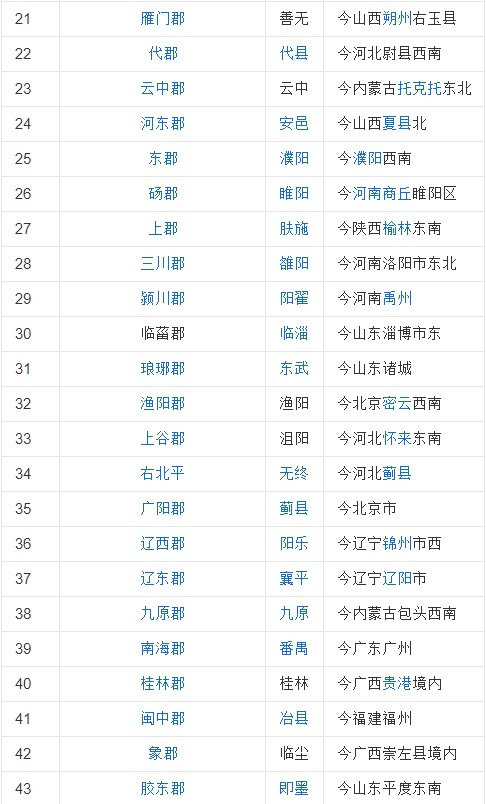 21 雁门郡 善无 今山西朔州右玉县
22 代郡 代县 今河北尉县西南
23 云中郡 云中 今内蒙古托克托东北
24 河东郡 安邑 今山西夏县北
25 东郡 濮阳 今濮阳西南
26 砀郡 睢阳 今河南商丘睢阳区
27 上郡 肤施 今陕西榆林东南
28 三川郡 雒阳 今河南洛阳市东北
29 颍川郡 阳翟 今河南禹州
30 临菑郡 临淄 今山东淄博市东
31 琅琊郡 东武 今山东诸城
32 渔阳郡 渔阳 今北京密云西南
33 上谷郡 沮阳 今河北怀来东南
34 右北平 无终 今河北蓟县
35 广阳郡 蓟县 今北京市
36 辽西郡 阳乐 今辽宁锦州市西
37 辽东郡 襄平 今辽宁辽阳市
38 九原郡 九原 今内蒙古包头西南
39 南海郡 番禺 今广东广州
40 桂林郡 桂林 今广西贵港境内
41 闽中郡 冶县 今福建福州
42 象郡 临尘 今广西崇左县境内
43 胶东郡 即墨 今山东平度东南